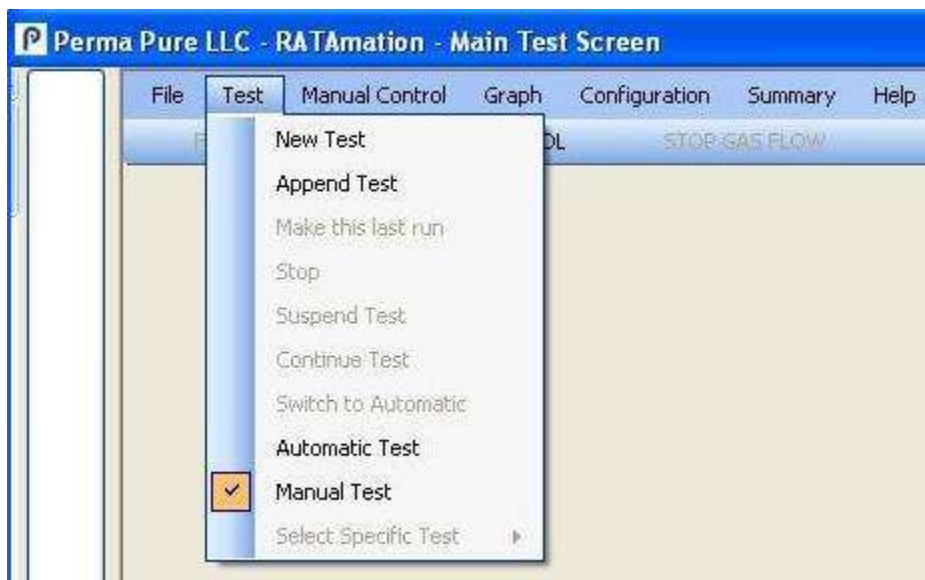 Perma Pure LLC - RATAmation - Main Test Screen
File Test Manual Control Graph Configuration Summary Help
STOP GAS FLOW
New Test
Append Test
Make this last run
Stop
Suspend Test
Continue Test
Switch to Automatic
Automatic Test
Manual Test
Select Specific Test